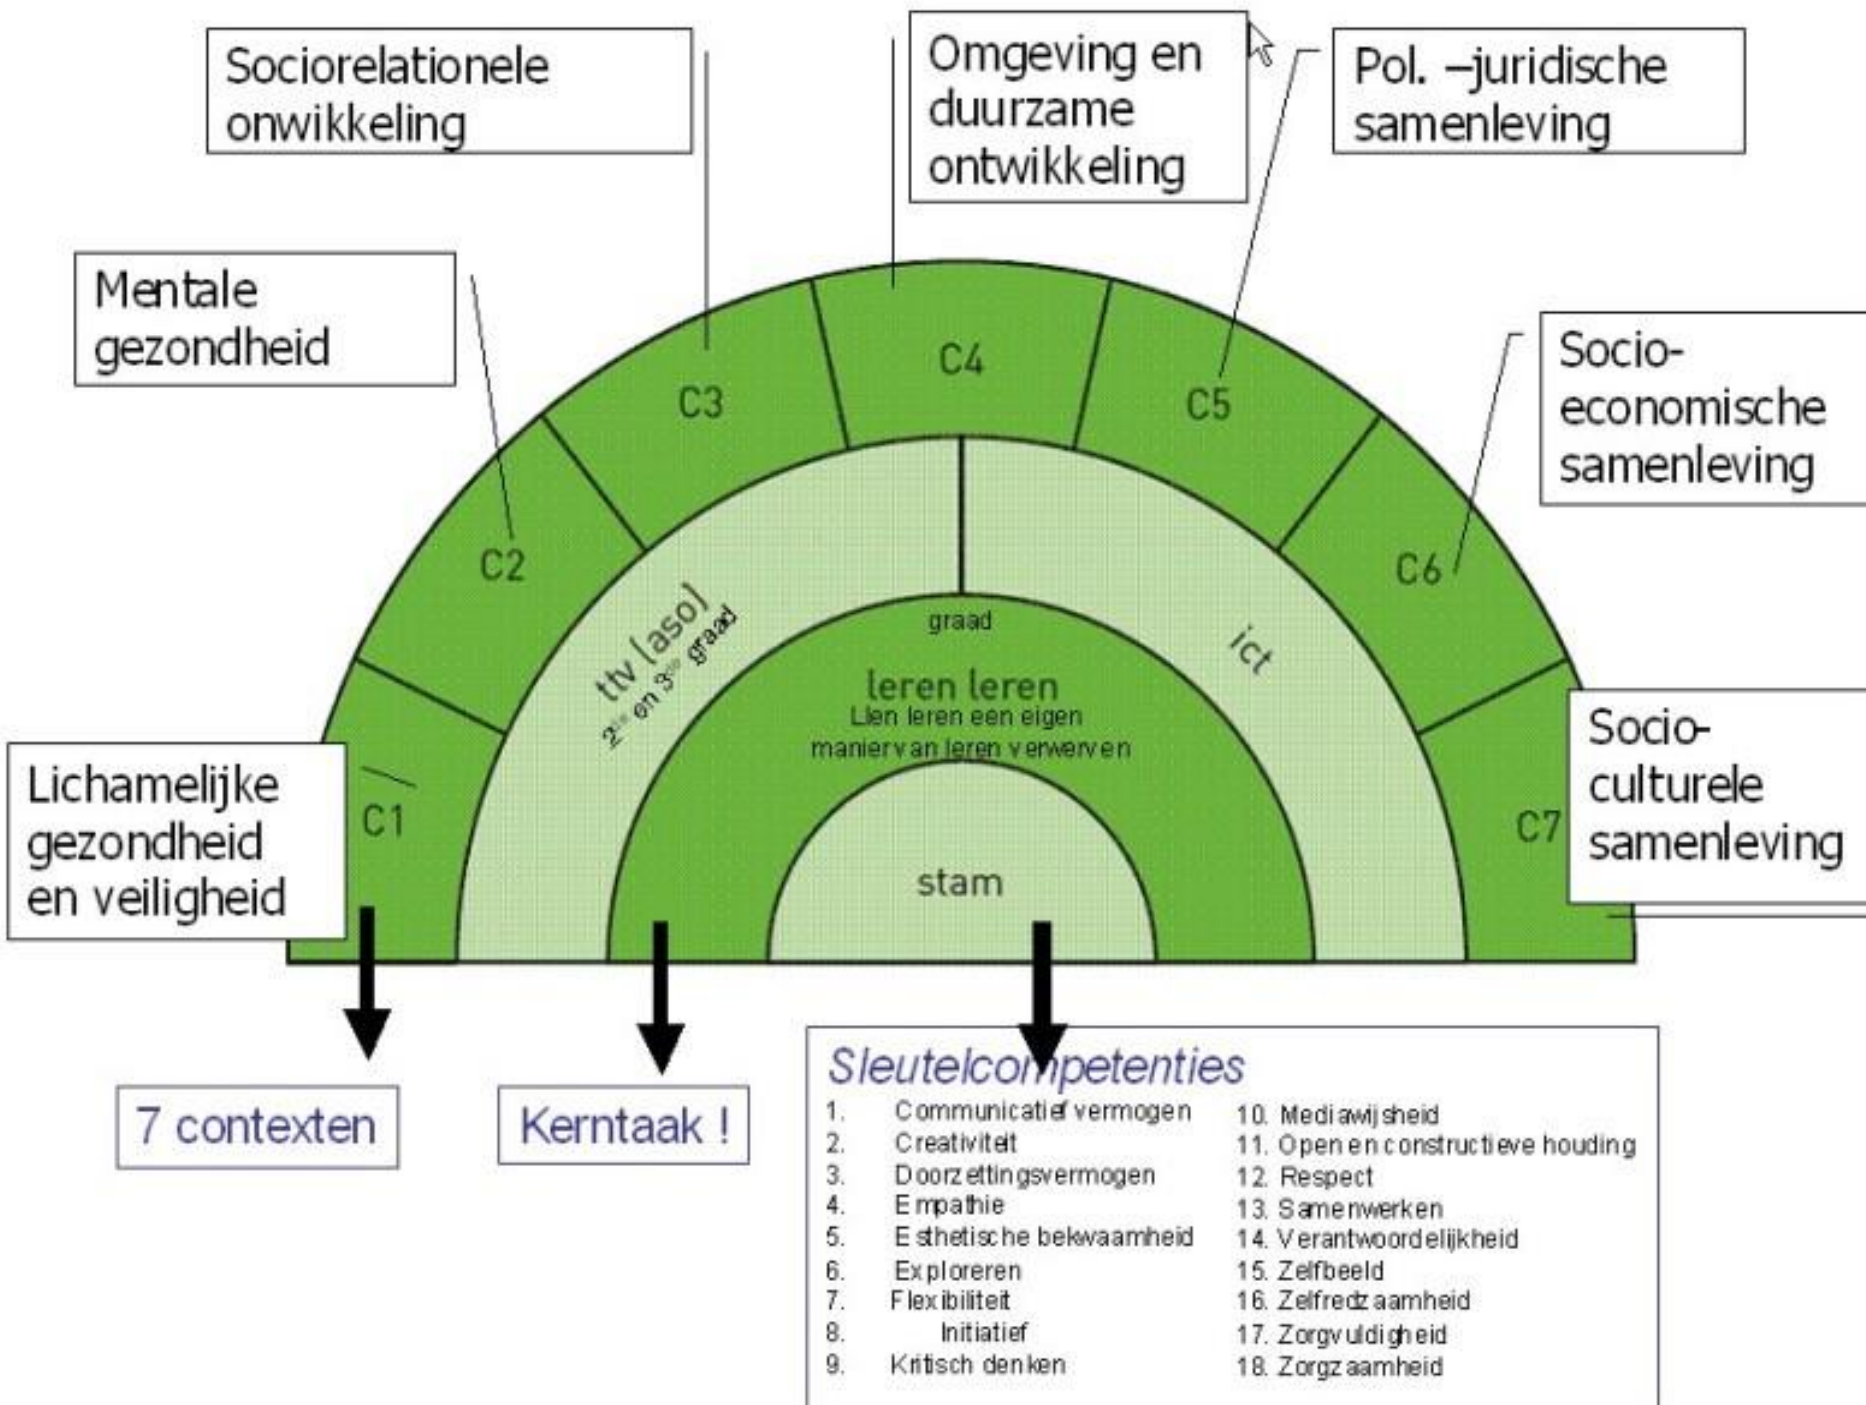 Sociorelationele
onwikkeling
Omgeving en
duurzame
ontwikkeling
Pol. –juridische
samenleving
Mentale
gezondheid
Socio-
economische
samenleving
C4
C3
C5
C2
C6
ttv (aso)
2de en 3de graad
ict
graad
leren leren
Llen leren een eigen
manier van leren verwerven
Lichamelijke
gezondheid
en veiligheid
C1
C7
Socio-
culturele
samenleving
stam
7 contexten
Kerntaak !
Sleutelcompetenties
1. Communicatief vermogen
2. Creativiteit
3. Doorzettingsvermogen
4. Empathie
5. Esthetische bekwaamheid
6. Exploreren
7. Flexibiliteit
8. Initiatief
9. Kritisch denken
10. Mediawijsheid
11. Open en constructieve houding
12. Respect
13. Samenwerken
14. Verantwoordelijkheid
15. Zelfbeeld
16. Zelfredzaamheid
17. Zorgvuldigheid
18. Zorgzaamheid